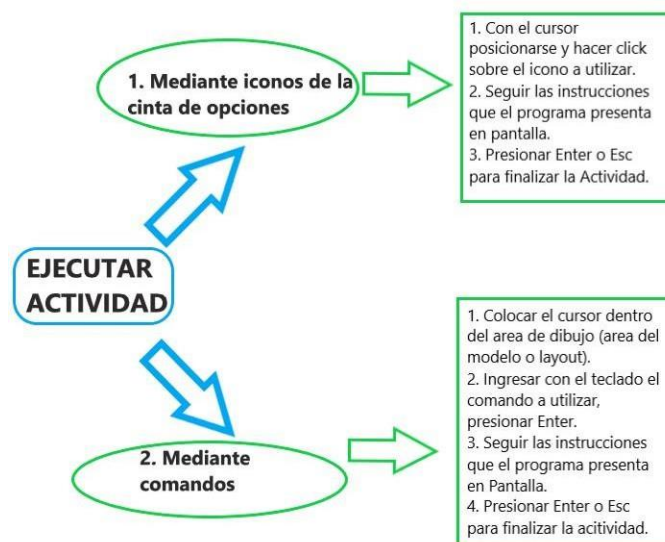 EJECUTAR
ACTIVIDAD
1. Mediante iconos de la
cinta de opciones
1. Con el cursor
posicionarse y hacer click
sobre el icono a utilizar.
2. Seguir las instrucciones
que el programa presenta
en pantalla.
3. Presionar Enter o Esc
para finalizar la Actividad.
2. Mediante
comandos
1. Colocar el cursor dentro
del area de dibujo (area del
modelo o layout).
2. Ingresar con el teclado el
comando a utilizar,
presionar Enter.
3. Seguir las instrucciones
que el programa presenta
en Pantalla.
4. Presionar Enter o Esc
para finalizar la acitividad.